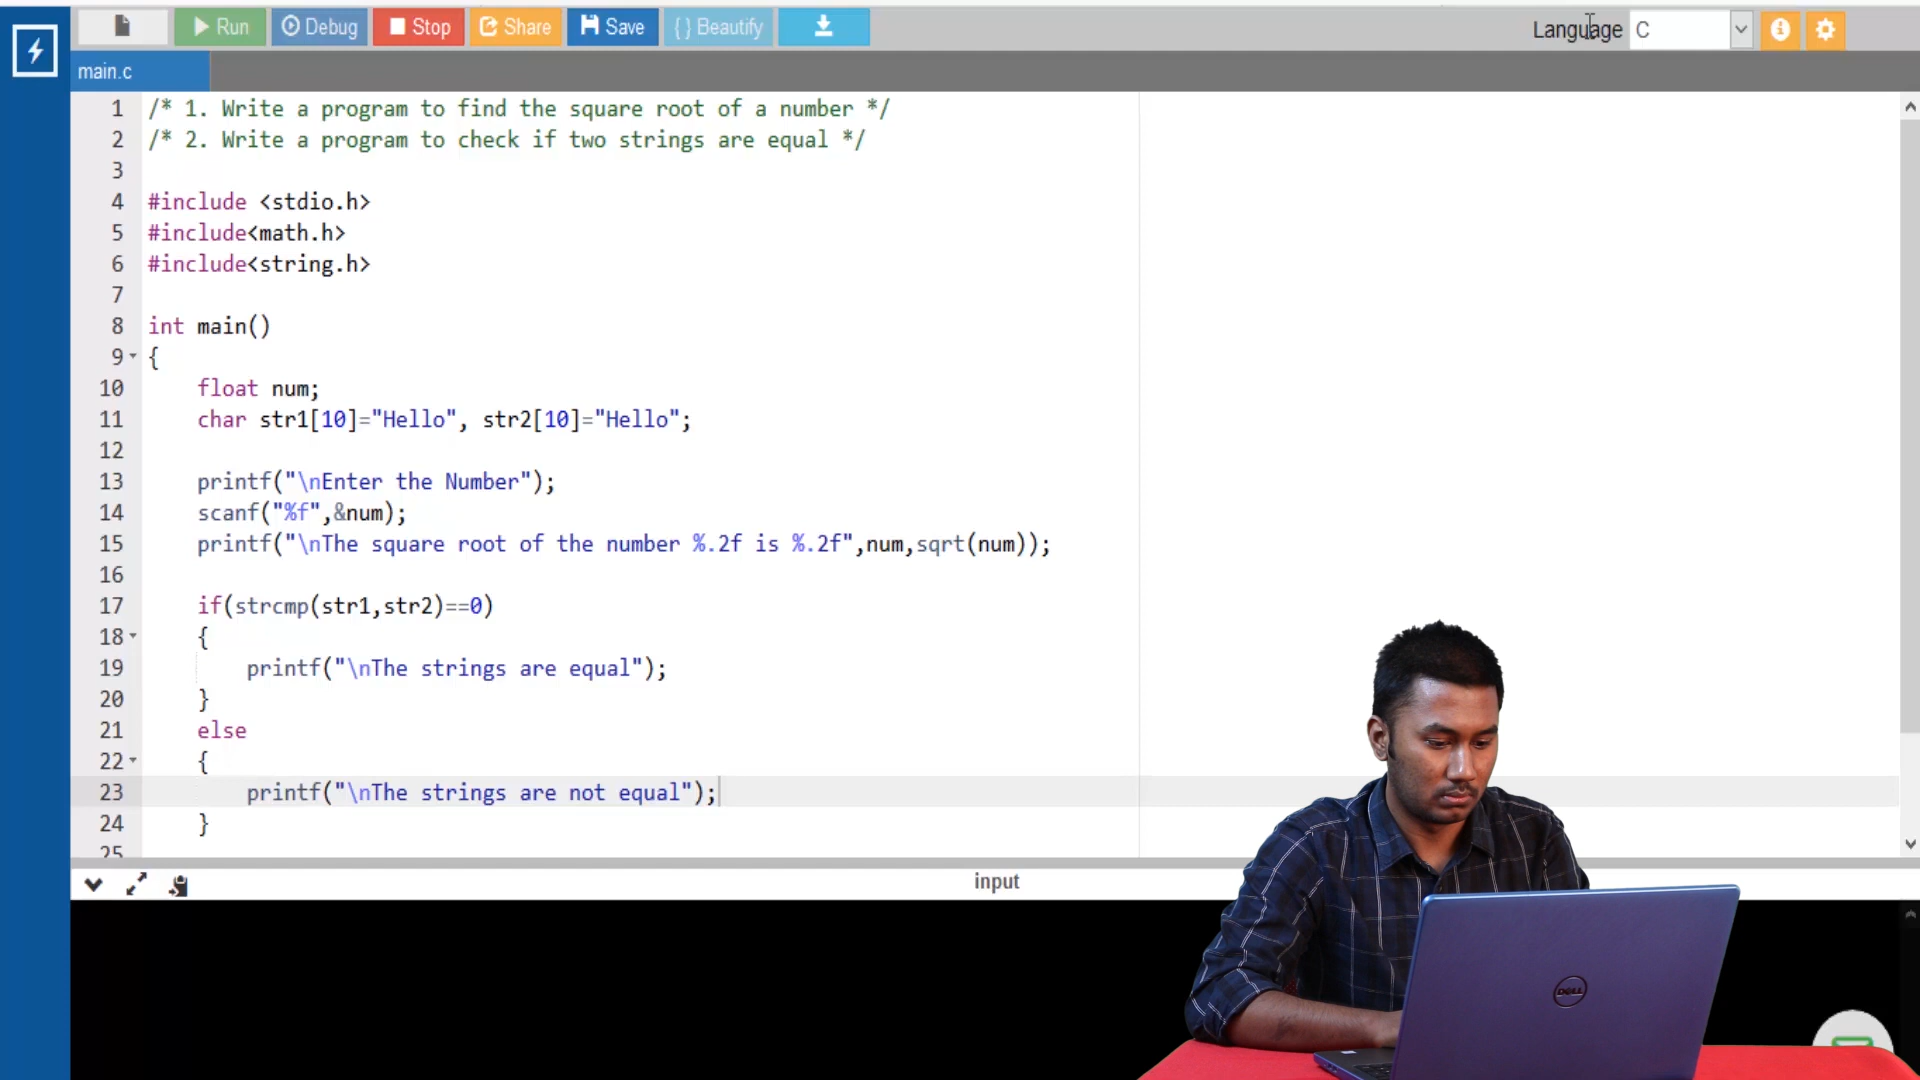 Run Debug Stop Share Save { } Beautify Language C
main.c
1 /* 1. Write a program to find the square root of a number */
2 /* 2. Write a program to check if two strings are equal */
3
4 #include <stdio.h>
5 #include<math.h>
6 #include<string.h>
7
8 int main()
9 {
10 float num;
11 char str1[10]="Hello", str2[10]="Hello";
12
13 printf("\nEnter the Number");
14 scanf("%f",&num);
15 printf("\nThe square root of the number %.2f is %.2f",num,sqrt(num));
16
17 if(strcmp(str1,str2)==0)
18 {
19 printf("\nThe strings are equal");
20 }
21 else
22 {
23 printf("\nThe strings are not equal");
24 }
25
input
DELL